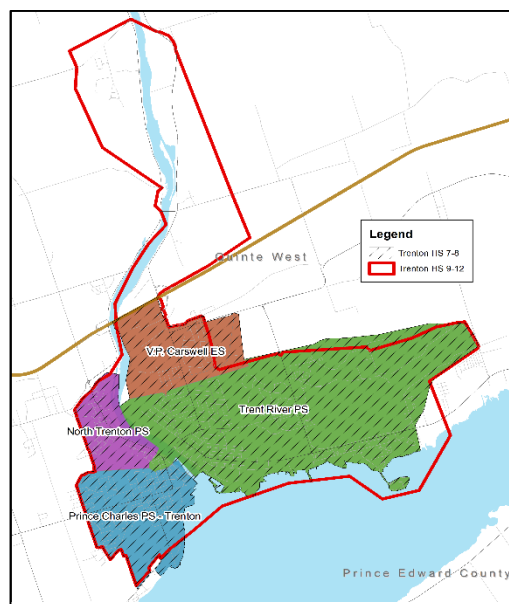 Legend
Trenton HS 7-8
Trenton HS 9-12
Quinte West
V.P. Carswell ES
Trent River PS
North Trenton PS
Prince Charles PS - Trenton
Prince Edward County